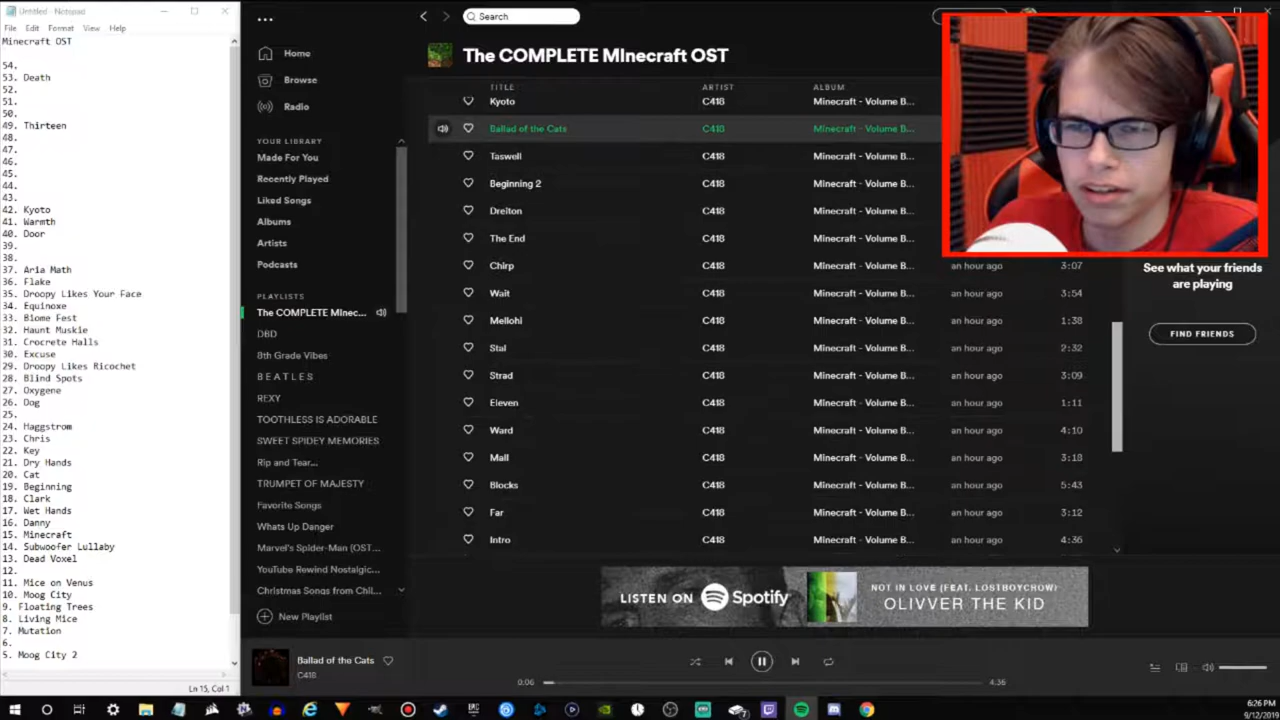 Untitled - Notepad
File Edit Format View Help
Minecraft OST
54.
53. Death
52.
51.
50.
49. Thirteen
48.
47.
46.
45.
44.
43.
42. Kyoto
41. Warmth
40. Door
39.
38.
37. Aria Math
36. Flake
35. Droopy Likes Your Face
34. Equinoxe
33. Biome Fest
32. Haunt Muskie
31. Crocrete Halls
30. Excuse
29. Droopy Likes Ricochet
28. Blind Spots
27. Oxygene
26. Dog
25.
24. Haggstrom
23. Chris
22. Key
21. Dry Hands
20. Cat
19. Beginning
18. Clark
17. Wet Hands
16. Danny
15. Minecraft
14. Subwoofer Lullaby
13. Dead Voxel
12.
11. Mice on Venus
10. Moog City
9. Floating Trees
8. Living Mice
7. Mutation
6.
5. Moog City 2
Ln 15, Col 1
Home
Browse
Radio
YOUR LIBRARY
Made For You
Recently Played
Liked Songs
Albums
Artists
Podcasts
PLAYLISTS
The COMPLETE MInec...
DBD
8th Grade Vibes
B E A T L E S
REXY
TOOTHLESS IS ADORABLE
SWEET SPIDEY MEMORIES
Rip and Tear...
TRUMPET OF MAJESTY
Favorite Songs
Whats Up Danger
Marvel's Spider-Man (OST...
YouTube Rewind Nostalgic...
Christmas Songs from Chil...
New Playlist
Search
The COMPLETE MInecraft OST
TITLE ARTIST ALBUM
Kyoto C418 Minecraft - Volume B...
Ballad of the Cats C418 Minecraft - Volume B...
Taswell C418 Minecraft - Volume B...
Beginning 2 C418 Minecraft - Volume B...
Dreiton C418 Minecraft - Volume B...
The End C418 Minecraft - Volume B...
Chirp C418 Minecraft - Volume B... an hour ago 3:07
Wait C418 Minecraft - Volume B... an hour ago 3:54
Mellohi C418 Minecraft - Volume B... an hour ago 1:38
Stal C418 Minecraft - Volume B... an hour ago 2:32
Strad C418 Minecraft - Volume B... an hour ago 3:09
Eleven C418 Minecraft - Volume B... an hour ago 1:11
Ward C418 Minecraft - Volume B... an hour ago 4:10
Mall C418 Minecraft - Volume B... an hour ago 3:18
Blocks C418 Minecraft - Volume B... an hour ago 5:43
Far C418 Minecraft - Volume B... an hour ago 3:12
Intro C418 Minecraft - Volume B... an hour ago 4:36
See what your friends
are playing
FIND FRIENDS
LISTEN ON Spotify
NOT IN LOVE (FEAT. LOSTBOYCROW)
OLIVVER THE KID
Ballad of the Cats
C418
0:06 4:36
6:26 PM
9/12/2019